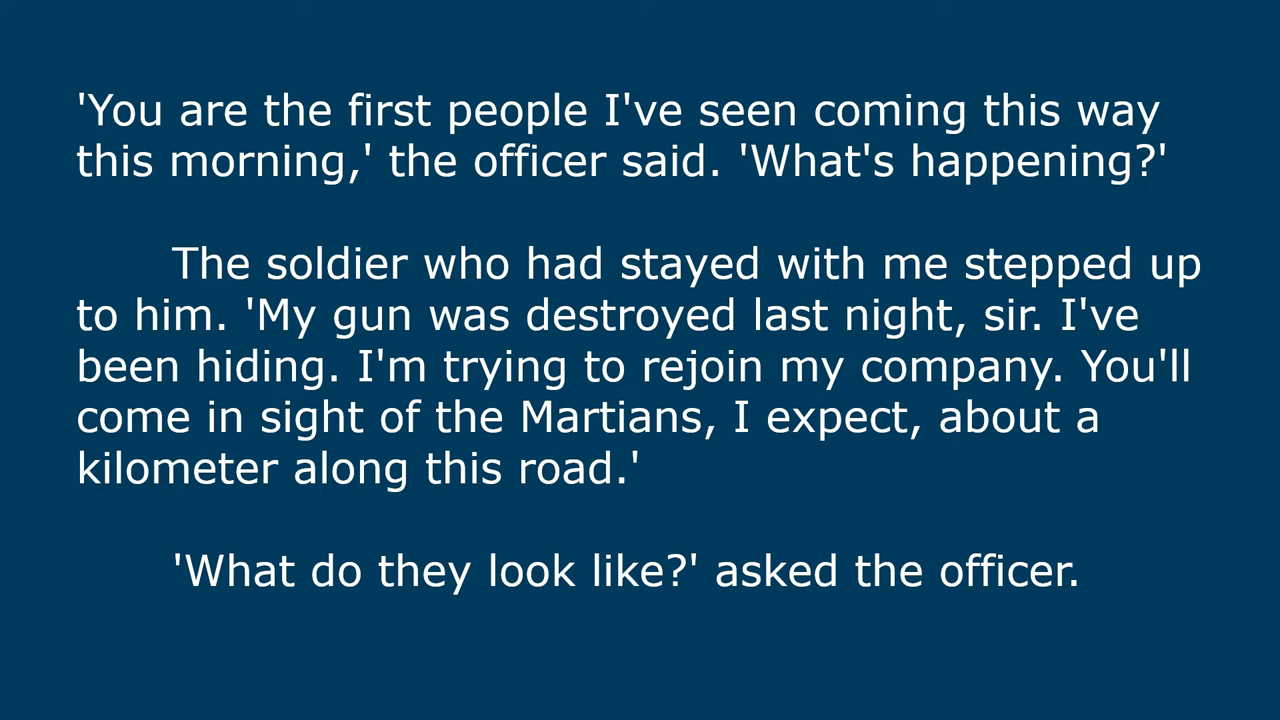 'You are the first people I've seen coming this way
this morning,' the officer said. 'What's happening?'
The soldier who had stayed with me stepped up
to him. 'My gun was destroyed last night, sir. I've
been hiding. I'm trying to rejoin my company. You'll
come in sight of the Martians, I expect, about a
kilometer along this road.'
'What do they look like?' asked the officer.